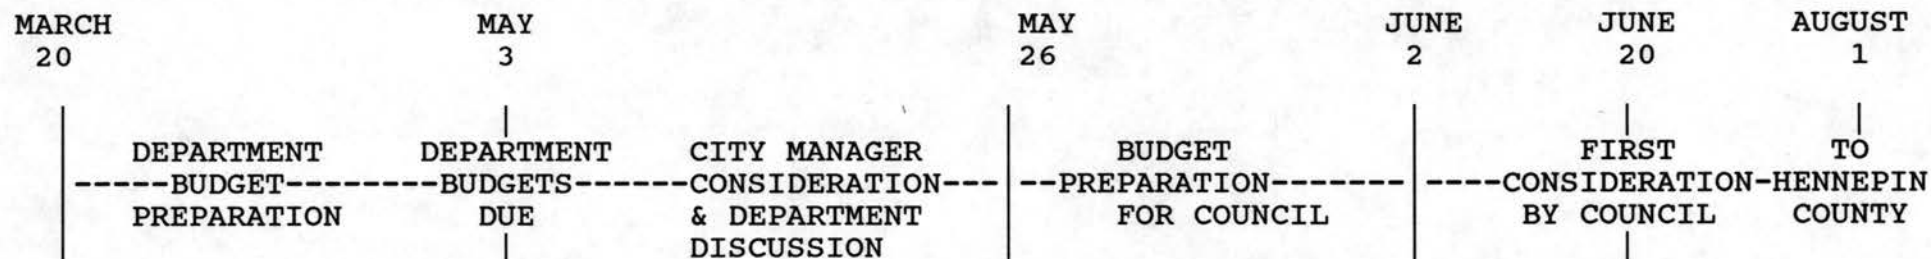 MARCH MAY MAY JUNE JUNE AUGUST
20 3 26 2 20 1
DEPARTMENT DEPARTMENT CITY MANAGER BUDGET FIRST TO
-----BUDGET--------BUDGETS------CONSIDERATION--- --PREPARATION------- ----CONSIDERATION-HENNEPIN
PREPARATION DUE & DEPARTMENT FOR COUNCIL BY COUNCIL COUNTY
DISCUSSION